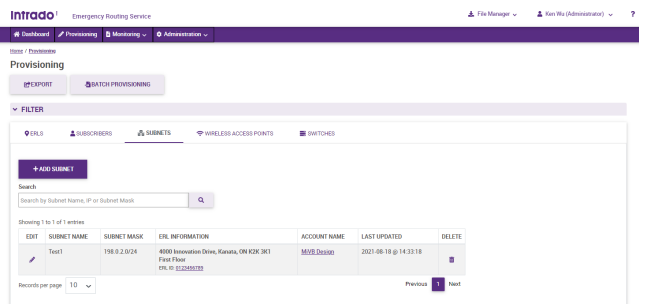 intrado Emergency Routing Service File Manager Ken Wu (Administrator) ?
Dashboard Provisioning Monitoring Administration
Home / Provisioning
Provisioning
EXPORT BATCH PROVISIONING
FILTER
ERLS SUBSCRIBERS SUBNETS WIRELESS ACCESS POINTS SWITCHES
+ ADD SUBNET
Search
Search by Subnet Name, IP or Subnet Mask
Showing 1 to 1 of 1 entries
EDIT SUBNET NAME SUBNET MASK ERL INFORMATION ACCOUNT NAME LAST UPDATED DELETE
Test1 198.0.2.0/24 4000 Innovation Drive, Kanata, ON K2K 3K1 MiVB Design 2021-08-18 @ 14:33:18
First Floor
ERL ID: 0123456789
Records per page 10 Previous 1 Next